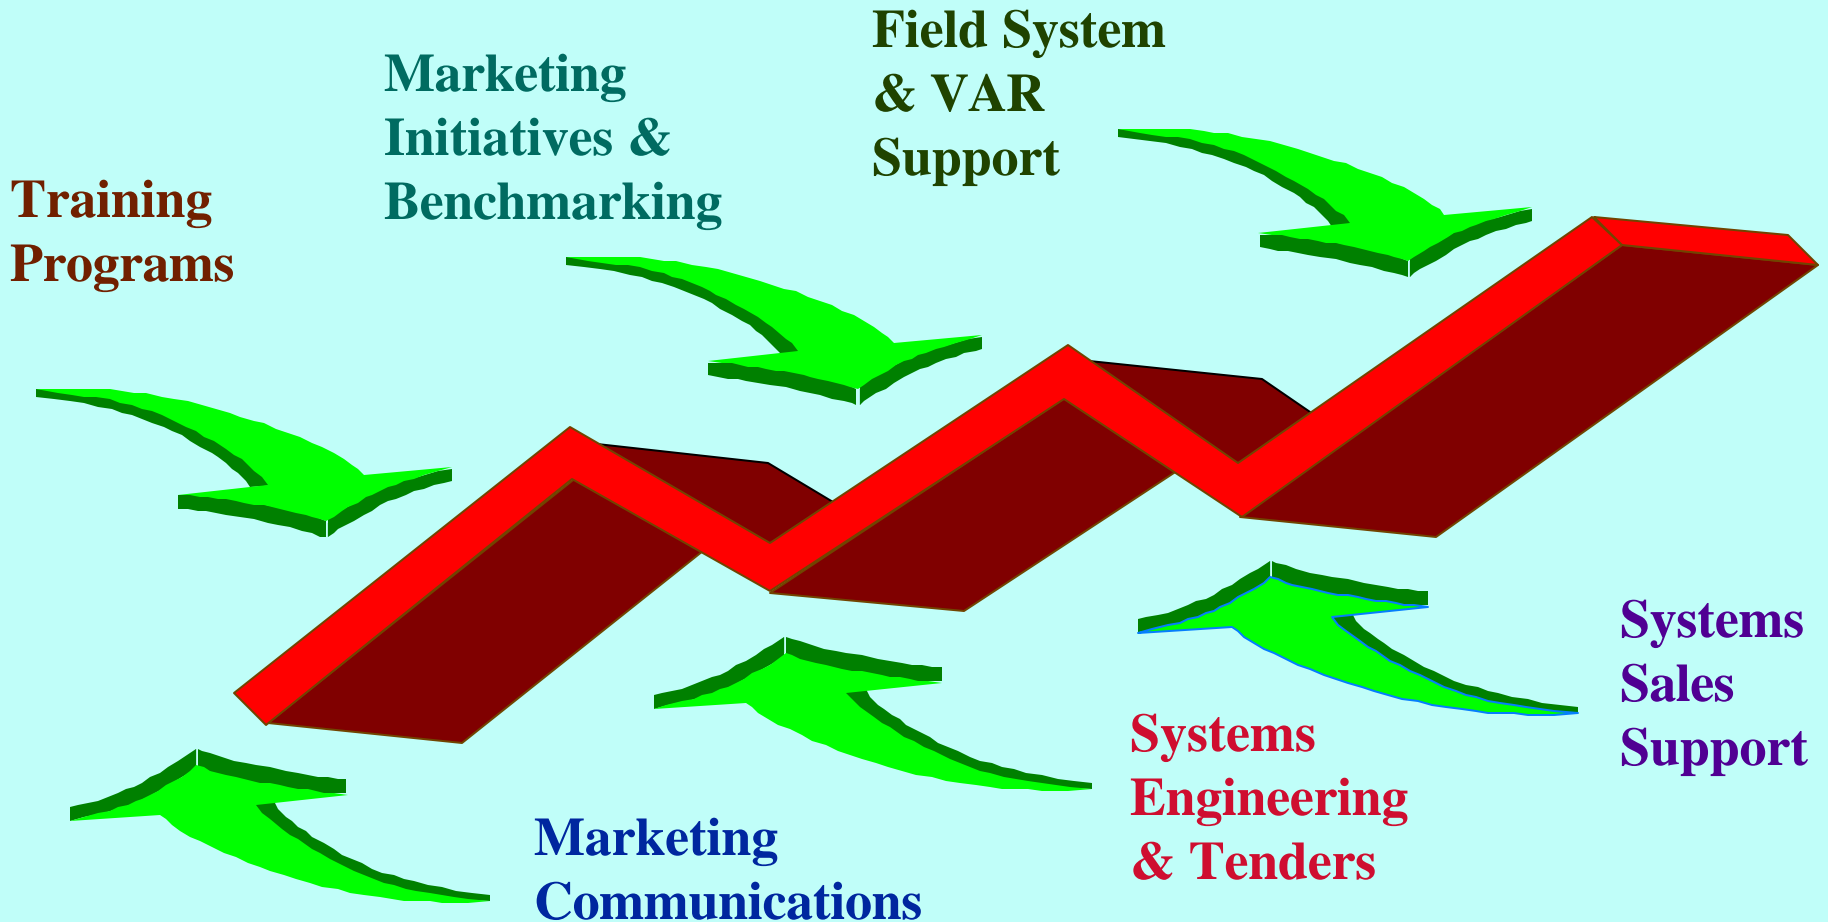 Field System
& VAR
Support
Marketing
Initiatives &
Benchmarking
Training
Programs
Systems
Sales
Support
Systems
Engineering
& Tenders
Marketing
Communications